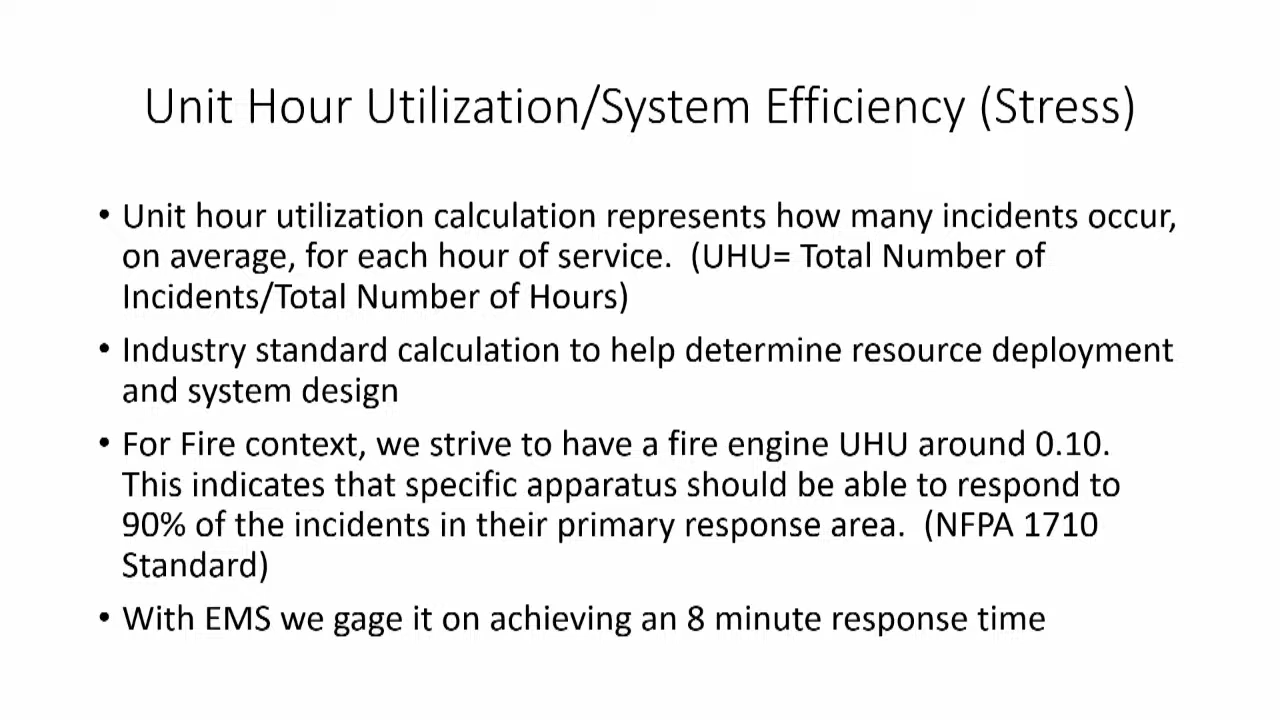 Unit Hour Utilization/System Efficiency (Stress)
• Unit hour utilization calculation represents how many incidents occur,
on average, for each hour of service.  (UHU= Total Number of
Incidents/Total Number of Hours)
• Industry standard calculation to help determine resource deployment
and system design
• For Fire context, we strive to have a fire engine UHU around 0.10.
This indicates that specific apparatus should be able to respond to
90% of the incidents in their primary response area.  (NFPA 1710
Standard)
• With EMS we gage it on achieving an 8 minute response time